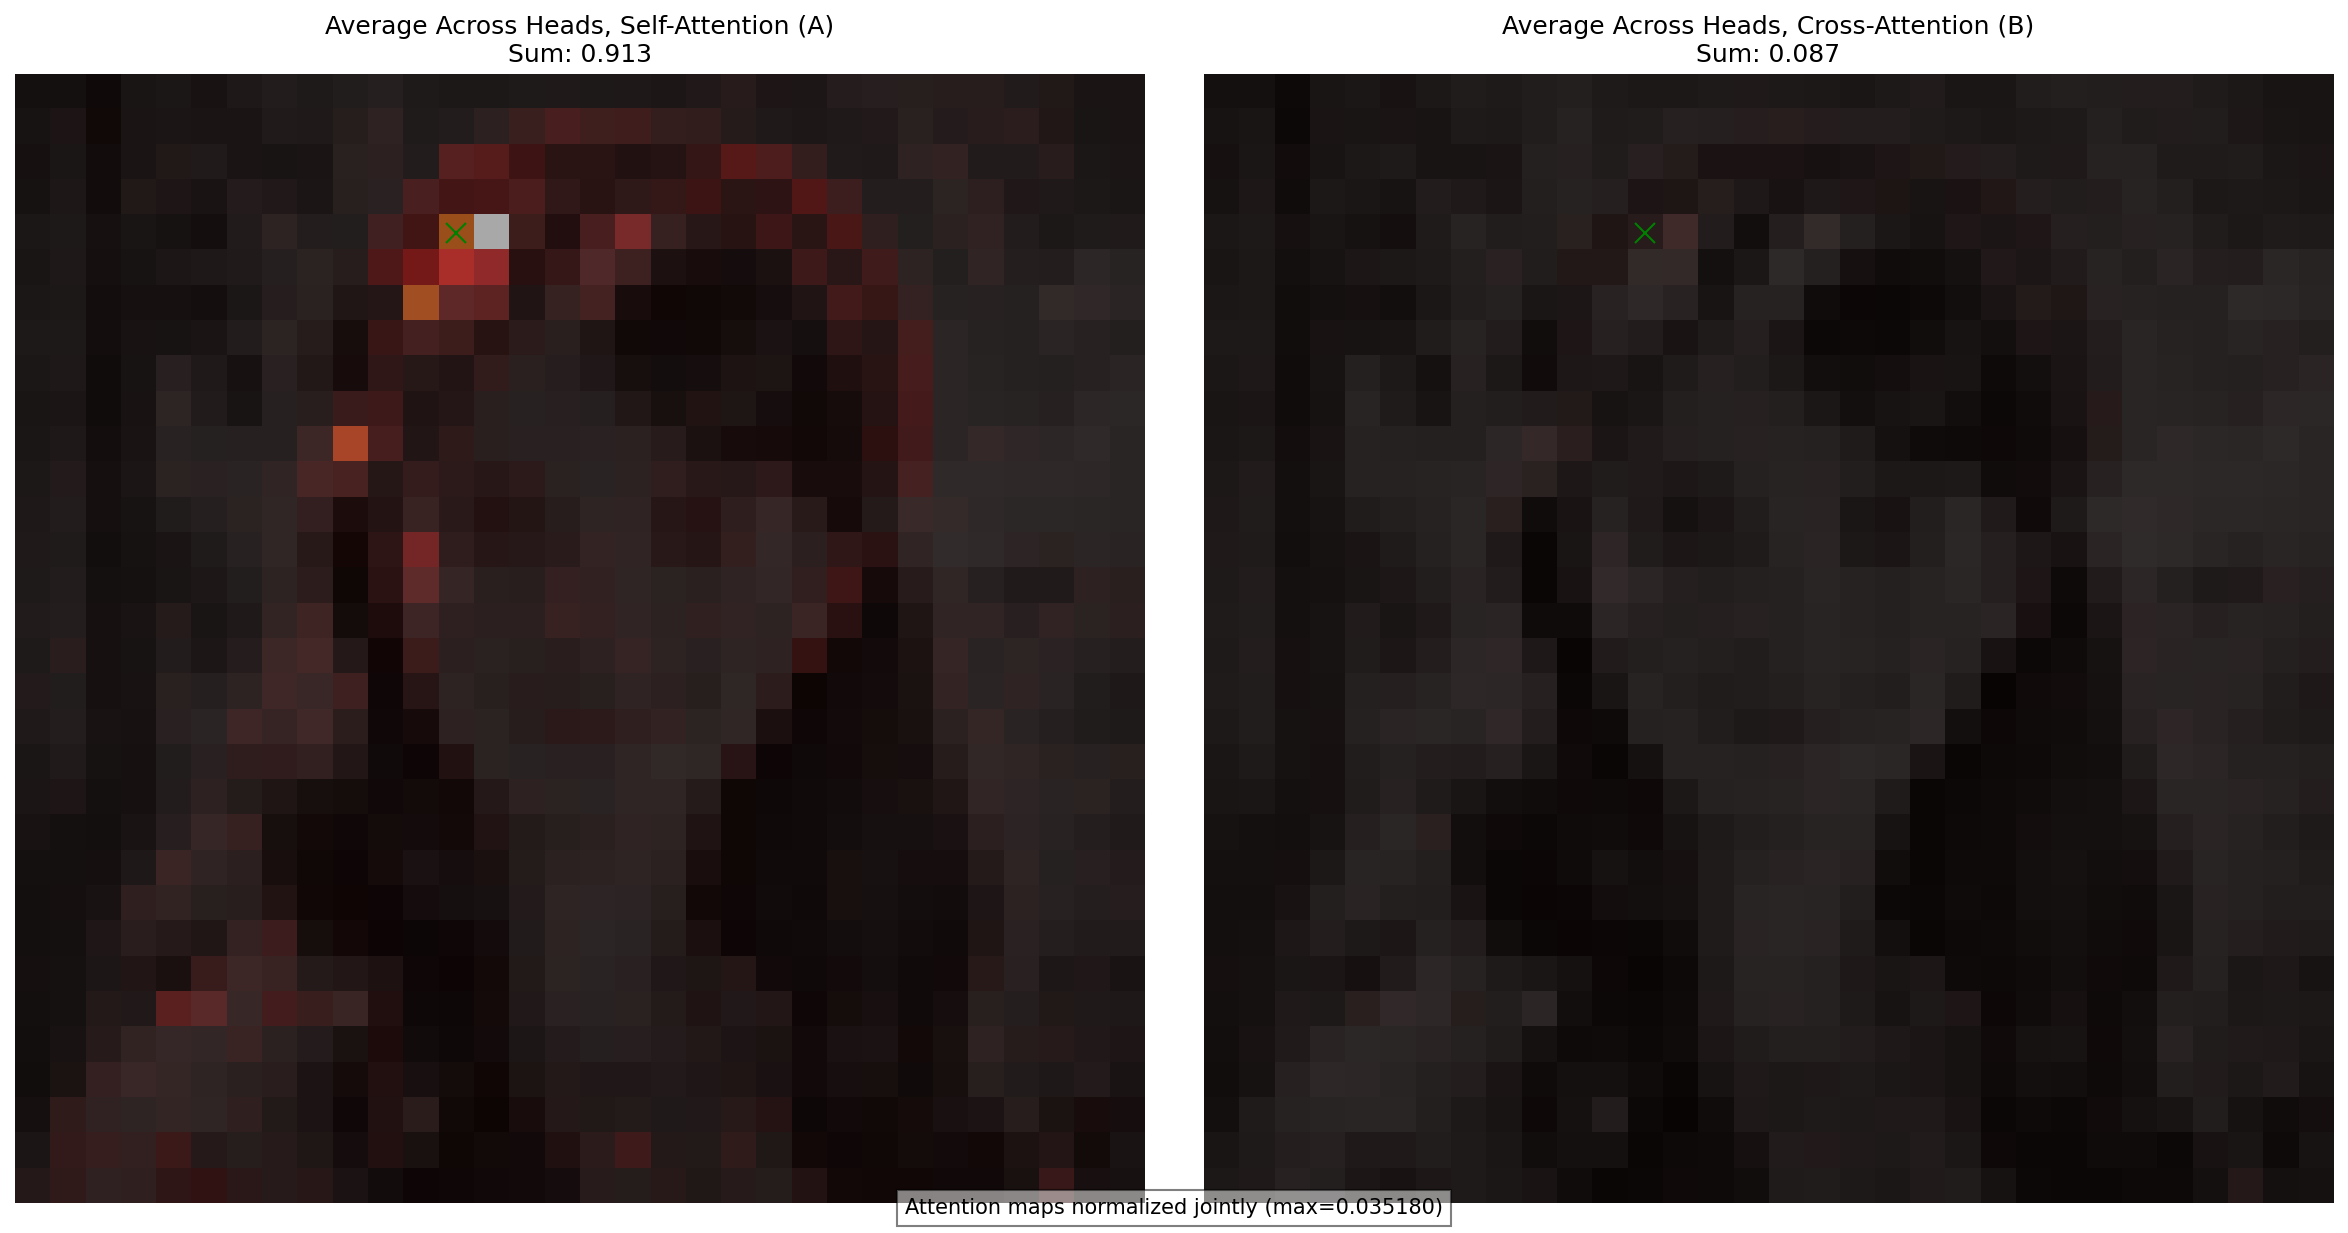 Average Across Heads, Self-Attention (A)
Sum: 0.913
Average Across Heads, Cross-Attention (B)
Sum: 0.087
Attention maps normalized jointly (max=0.035180)